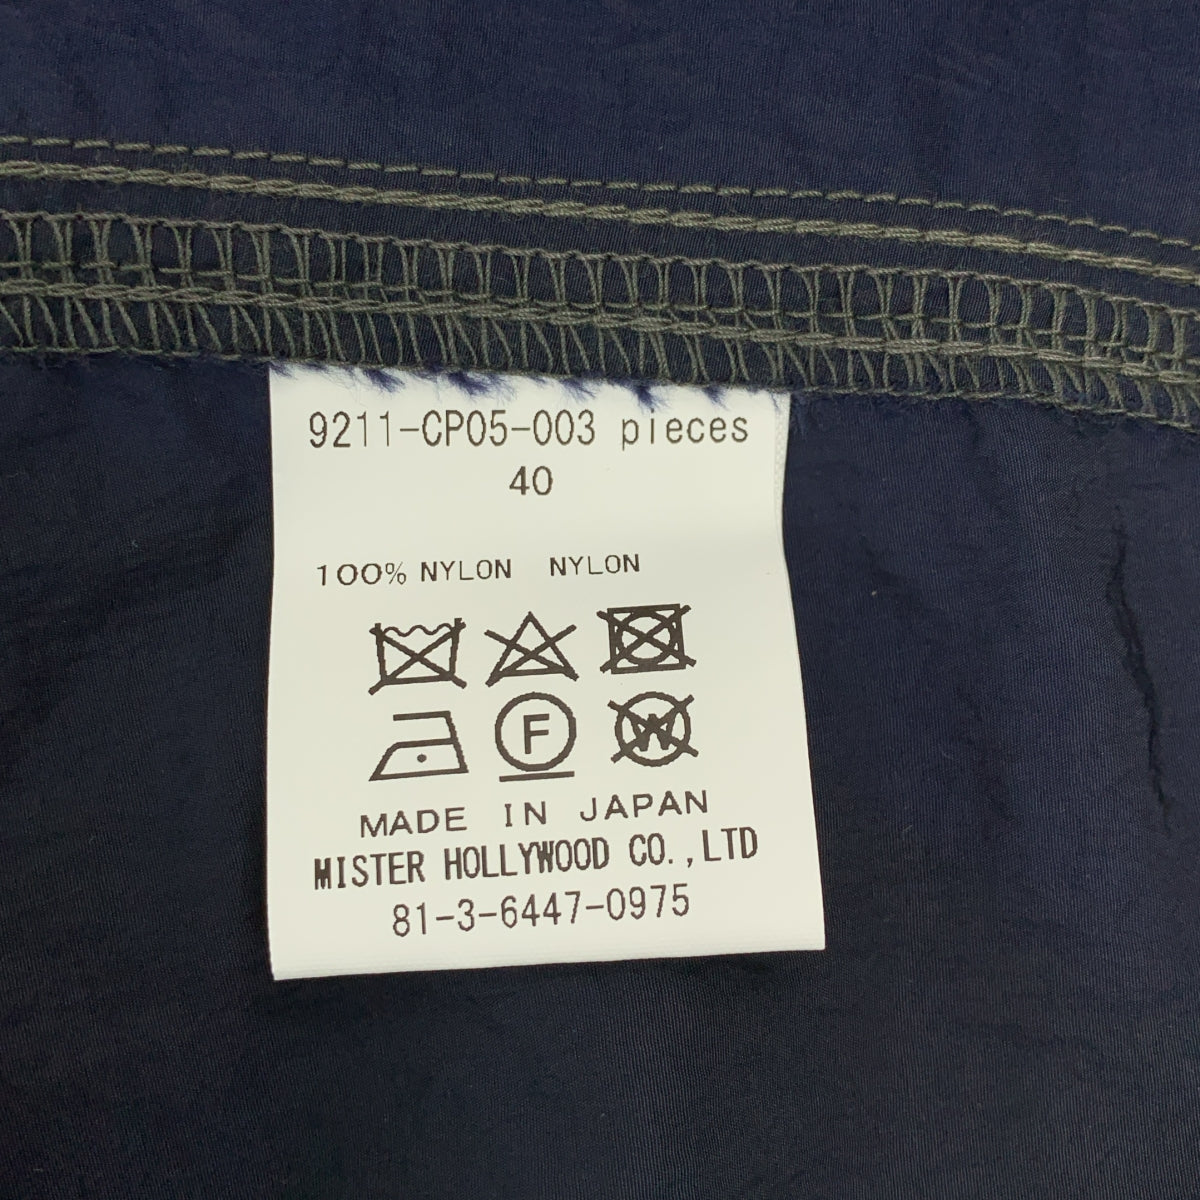 9211-CP05-003 pieces
40
100% NYLON NYLON
F W
MADE IN JAPAN
MISTER HOLLYWOOD CO.,LTD
81-3-6447-0975